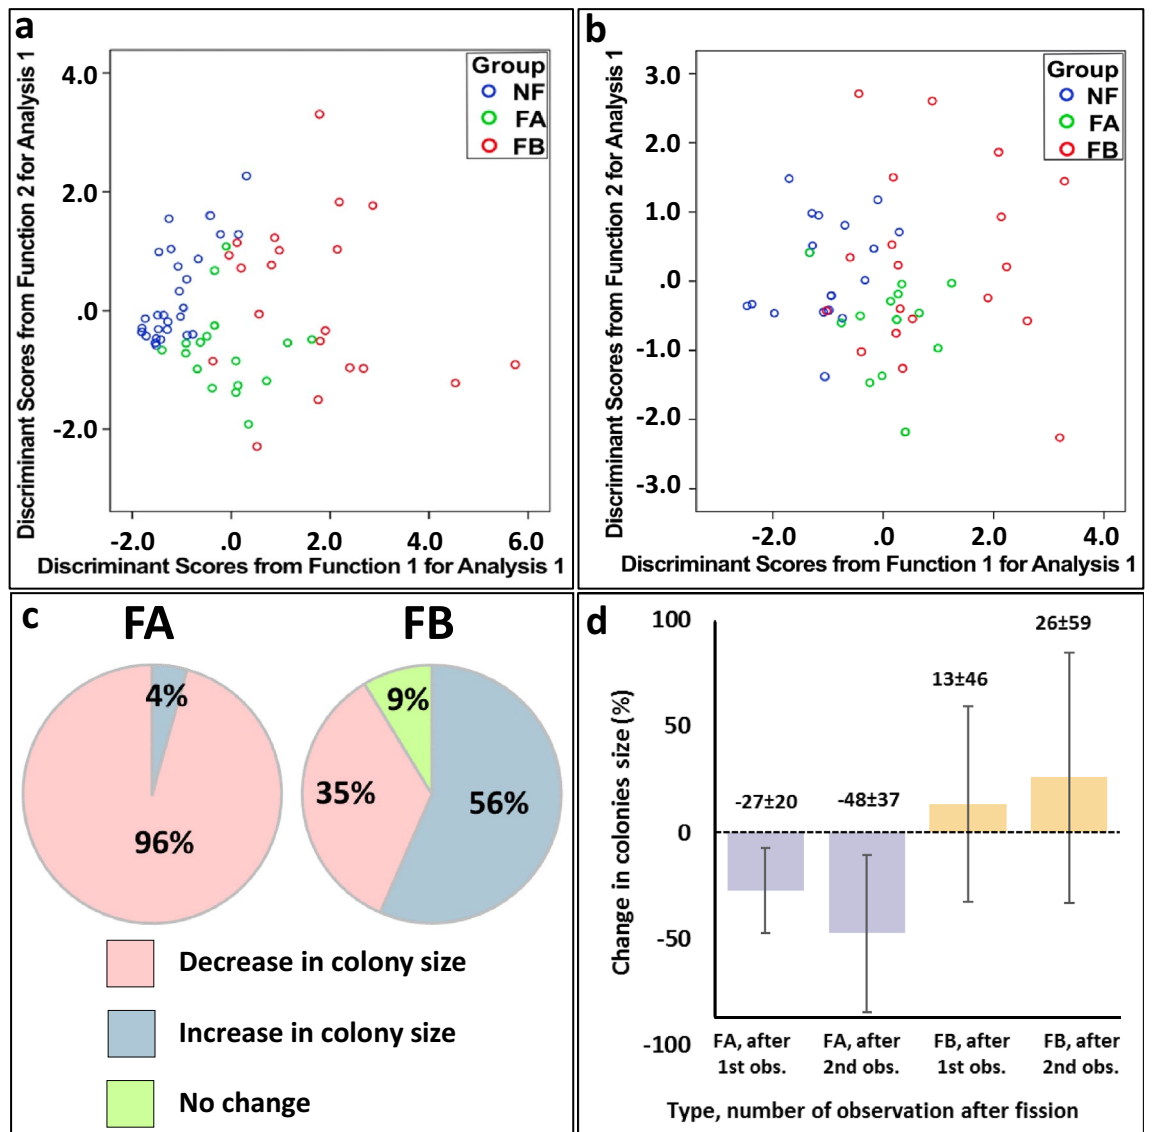 a
Discriminant Scores from Function 2 for Analysis 1
4.0
2.0
.0
-2.0
Group
NF
FA
FB
-2.0 .0 2.0 4.0 6.0
Discriminant Scores from Function 1 for Analysis 1
b
Discriminant Scores from Function 2 for Analysis 1
3.0
2.0
1.0
.0
-1.0
-2.0
-3.0
Group
NF
FA
FB
-2.0 .0 2.0 4.0
Discriminant Scores from Function 1 for Analysis 1
c
FA FB
4%
96%
9%
35%
56%
Decrease in colony size
Increase in colony size
No change
d
Change in colonies size (%)
100
50
0
-50
-100
-27±20
-48±37
13±46
26±59
FA, after
1st obs.
FA, after
2nd obs.
FB, after
1st obs.
FB, after
2nd obs.
Type, number of observation after fission